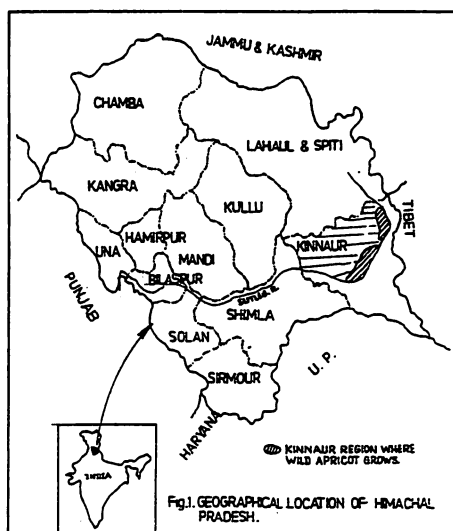 JAMMU & KASHMIR
CHAMBA
LAHAUL & SPITI
KANGRA
KULLU
TIBET
HAMIRPUR
UNA
MANDI
KINNAUR
BILASPUR
PUNJAB
SUTLEJ R.
SHIMLA
SOLAN
U. P.
SIRMOUR
HARYANA
KINNAUR REGION WHERE
WILD APRICOT GROWS.
INDIA
Fig.1. GEOGRAPHICAL LOCATION OF HIMACHAL
PRADESH.